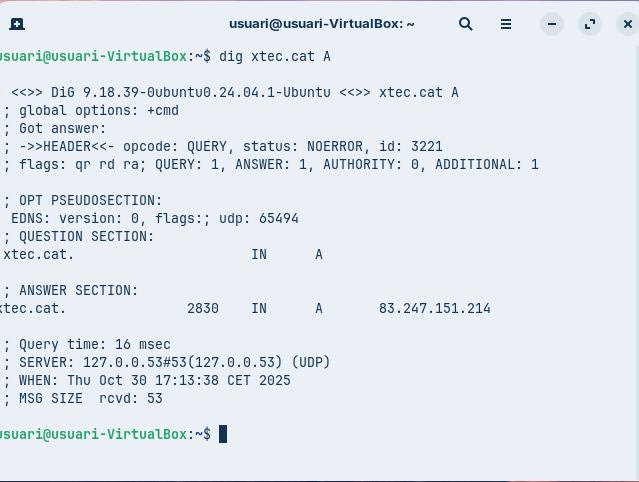 usuari@usuari-VirtualBox: ~
usuari@usuari-VirtualBox:~$ dig xtec.cat A
<<>> DiG 9.18.39-0ubuntu0.24.04.1-Ubuntu <<>> xtec.cat A
; global options: +cmd
; Got answer:
; ->>HEADER<<- opcode: QUERY, status: NOERROR, id: 3221
; flags: qr rd ra; QUERY: 1, ANSWER: 1, AUTHORITY: 0, ADDITIONAL: 1
; OPT PSEUDOSECTION:
EDNS: version: 0, flags:; udp: 65494
; QUESTION SECTION:
xtec.cat. IN A
; ANSWER SECTION:
xtec.cat. 2830 IN A 83.247.151.214
; Query time: 16 msec
; SERVER: 127.0.0.53#53(127.0.0.53) (UDP)
; WHEN: Thu Oct 30 17:13:38 CET 2025
; MSG SIZE rcvd: 53
usuari@usuari-VirtualBox:~$